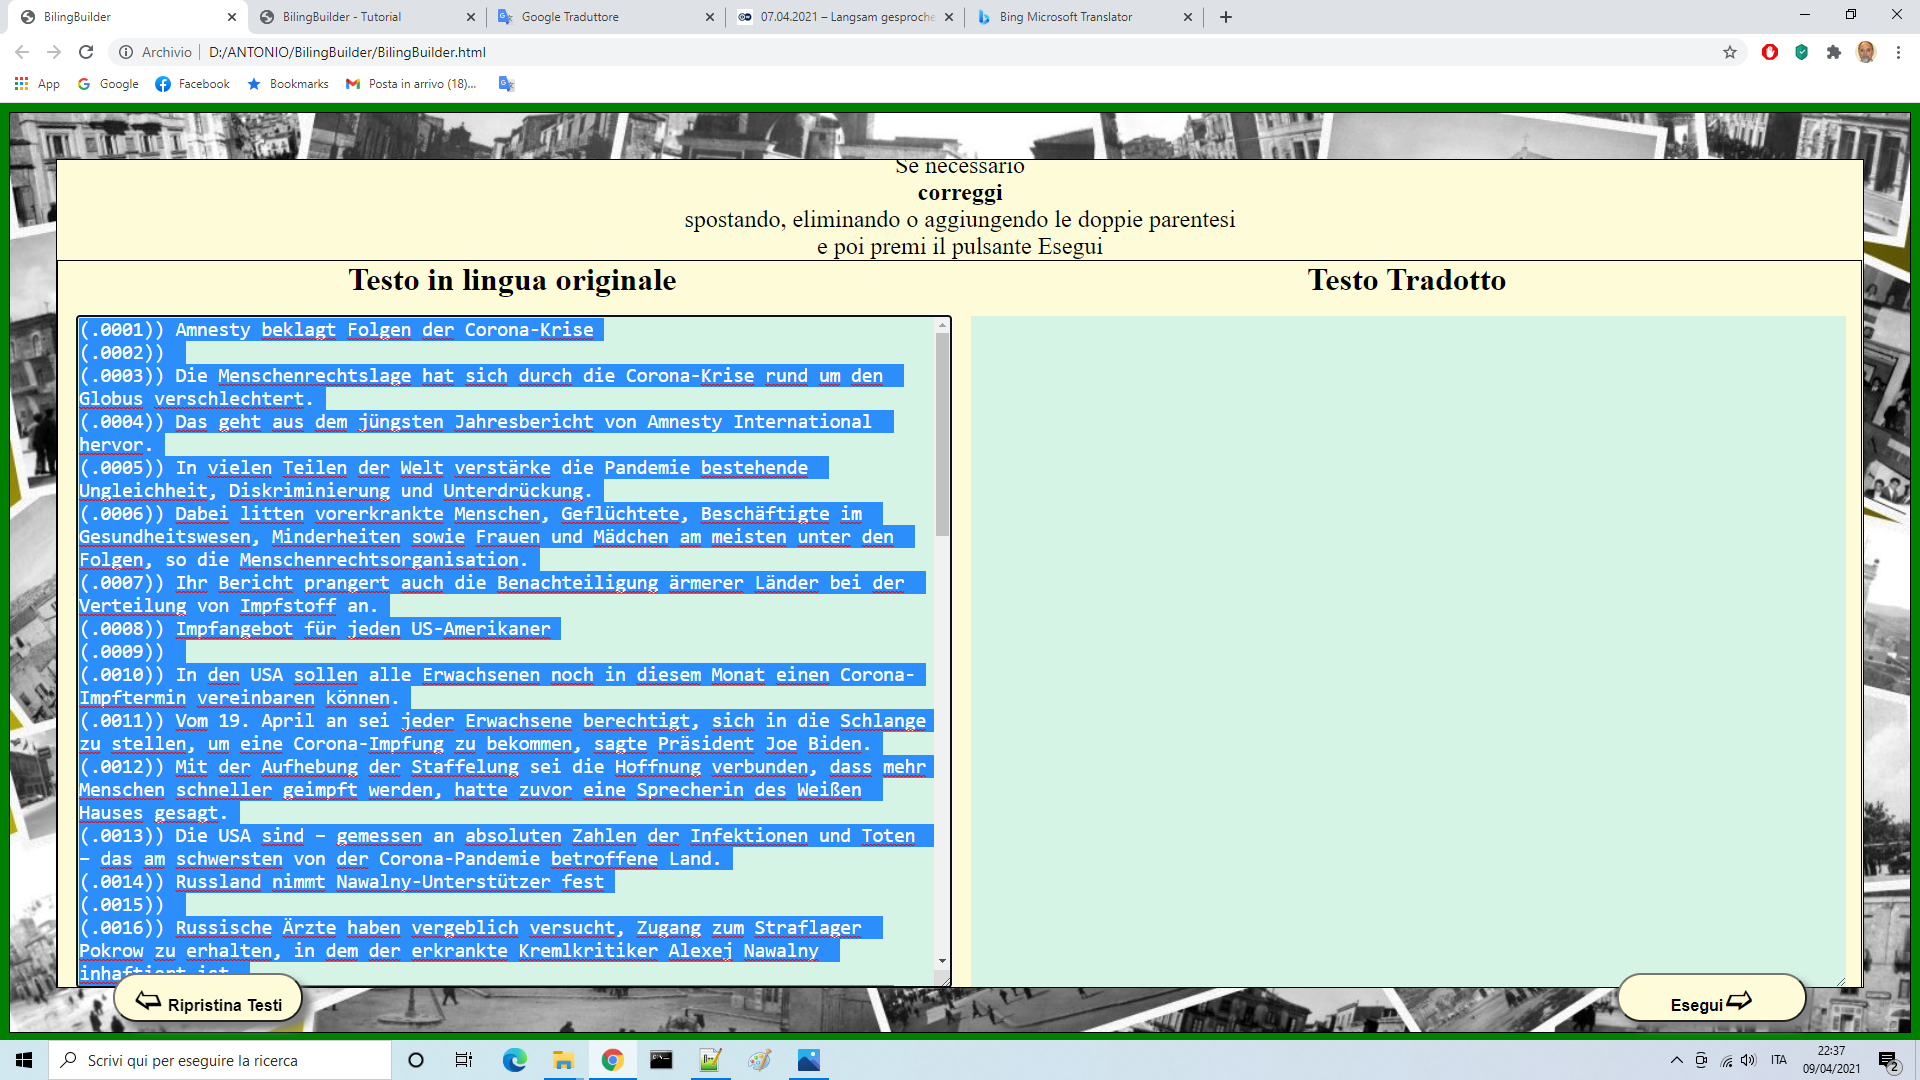 BilingBuilder
BilingBuilder - Tutorial
Google Traduttore
07.04.2021 – Langsam gesproche
Bing Microsoft Translator
Archivio
D:/ANTONIO/BilingBuilder/BilingBuilder.html
App
Google
Facebook
Bookmarks
Posta in arrivo (18)...
Se necessario
correggi
spostando, eliminando o aggiungendo le doppie parentesi
e poi premi il pulsante Esegui
Testo in lingua originale
Testo Tradotto
(.0001)) Amnesty beklagt Folgen der Corona-Krise
(.0002))
(.0003)) Die Menschenrechtslage hat sich durch die Corona-Krise rund um den
Globus verschlechtert.
(.0004)) Das geht aus dem jüngsten Jahresbericht von Amnesty International
hervor.
(.0005)) In vielen Teilen der Welt verstärke die Pandemie bestehende
Ungleichheit, Diskriminierung und Unterdrückung.
(.0006)) Dabei litten vorerkrankte Menschen, Geflüchtete, Beschäftigte im
Gesundheitswesen, Minderheiten sowie Frauen und Mädchen am meisten unter den
Folgen, so die Menschenrechtsorganisation.
(.0007)) Ihr Bericht prangert auch die Benachteiligung ärmerer Länder bei der
Verteilung von Impfstoff an.
(.0008)) Impfangebot für jeden US-Amerikaner
(.0009))
(.0010)) In den USA sollen alle Erwachsenen noch in diesem Monat einen Corona-
Impftermin vereinbaren können.
(.0011)) Vom 19. April an sei jeder Erwachsene berechtigt, sich in die Schlange
zu stellen, um eine Corona-Impfung zu bekommen, sagte Präsident Joe Biden.
(.0012)) Mit der Aufhebung der Staffelung sei die Hoffnung verbunden, dass mehr
Menschen schneller geimpft werden, hatte zuvor eine Sprecherin des Weißen
Hauses gesagt.
(.0013)) Die USA sind – gemessen an absoluten Zahlen der Infektionen und Toten
– das am schwersten von der Corona-Pandemie betroffene Land.
(.0014)) Russland nimmt Nawalny-Unterstützer fest
(.0015))
(.0016)) Russische Ärzte haben vergeblich versucht, Zugang zum Straflager
Pokrow zu erhalten, in dem der erkrankte Kremlkritiker Alexej Nawalny
inhaftiert ist.
Ripristina Testi
Esegui
Scrivi qui per eseguire la ricerca
ITA
22:37
09/04/2021
2